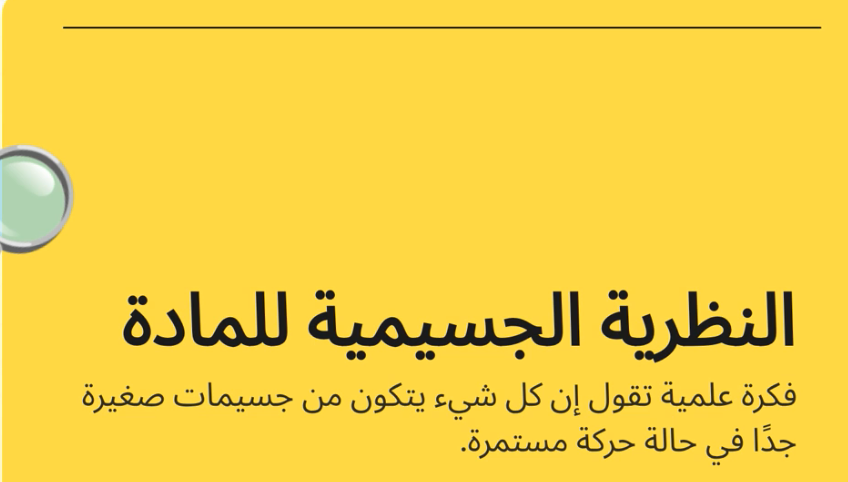 النظرية الجسيمية للمادة
فكرة علمية تقول إن كل شيء يتكون من جسيمات صغيرة
جدًا في حالة حركة مستمرة.